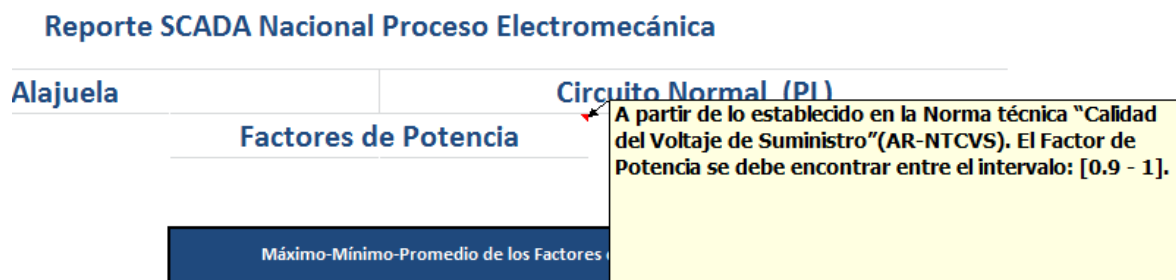 Reporte SCADA Nacional Proceso Electromecánica
Alajuela
Circuito Normal (PL)
Factores de Potencia
A partir de lo establecido en la Norma técnica “Calidad
del Voltaje de Suministro”(AR-NTCVS). El Factor de
Potencia se debe encontrar entre el intervalo: [0.9 - 1].
Máximo-Mínimo-Promedio de los Factores